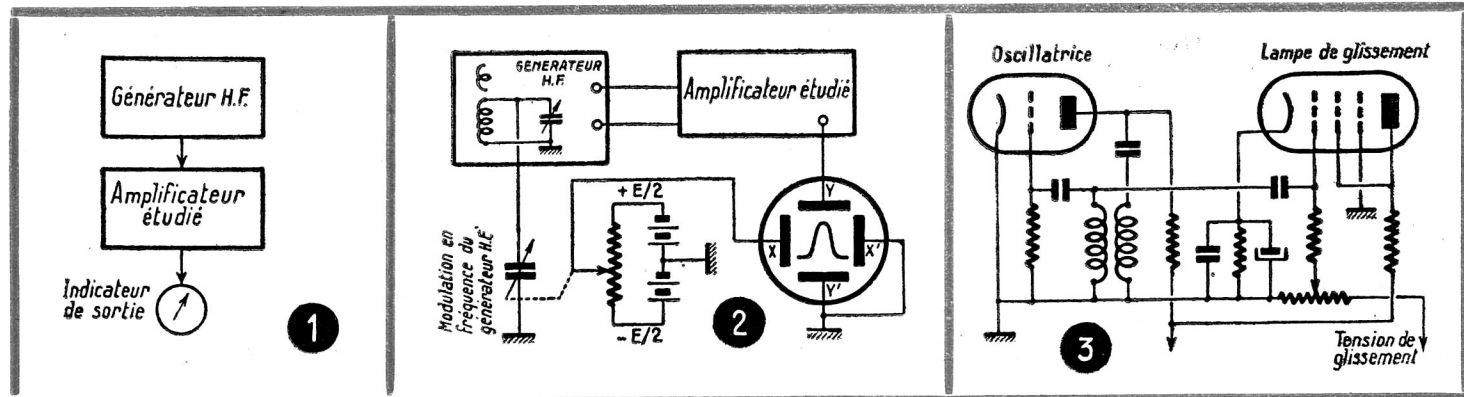 Générateur H.F.
Amplificateur
étudié
Indicateur
de sortie
1
GÉNÉRATEUR
H.F.
Amplificateur étudié
Modulation en
fréquence du
générateur H.F.
+ E/2
- E/2
Y
X
X'
Y'
2
Oscillatrice
Lampe de glissement
Tension de
glissement
3